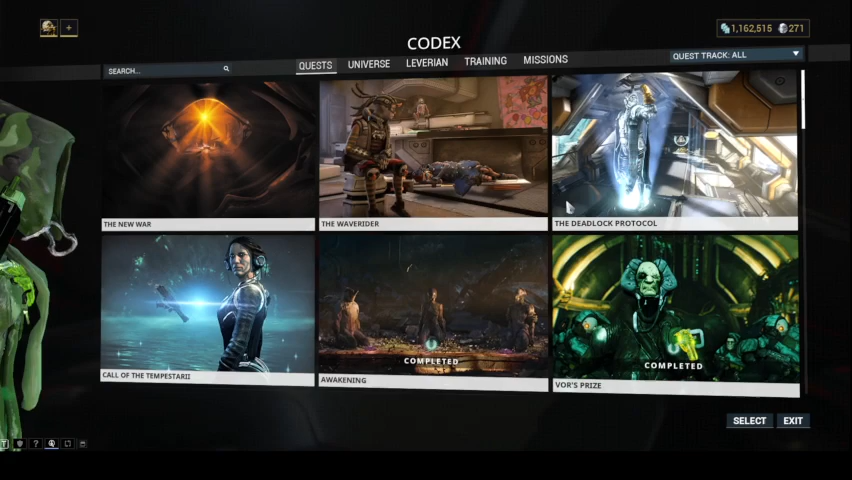 1,162,515 271
CODEX
SEARCH...
QUESTS UNIVERSE LEVERIAN TRAINING MISSIONS
QUEST TRACK: ALL
THE NEW WAR
THE WAVERIDER
THE DEADLOCK PROTOCOL
CALL OF THE TEMPESTARII
COMPLETED
AWAKENING
COMPLETED
VOR'S PRIZE
SELECT EXIT
T ?